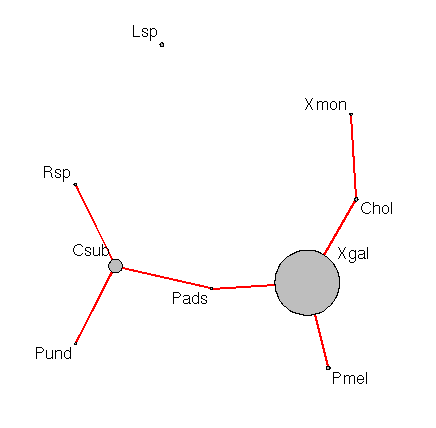 Lsp
Xmon
Rsp
Chol
Csub
Xgal
Pads
Pund
Pmel